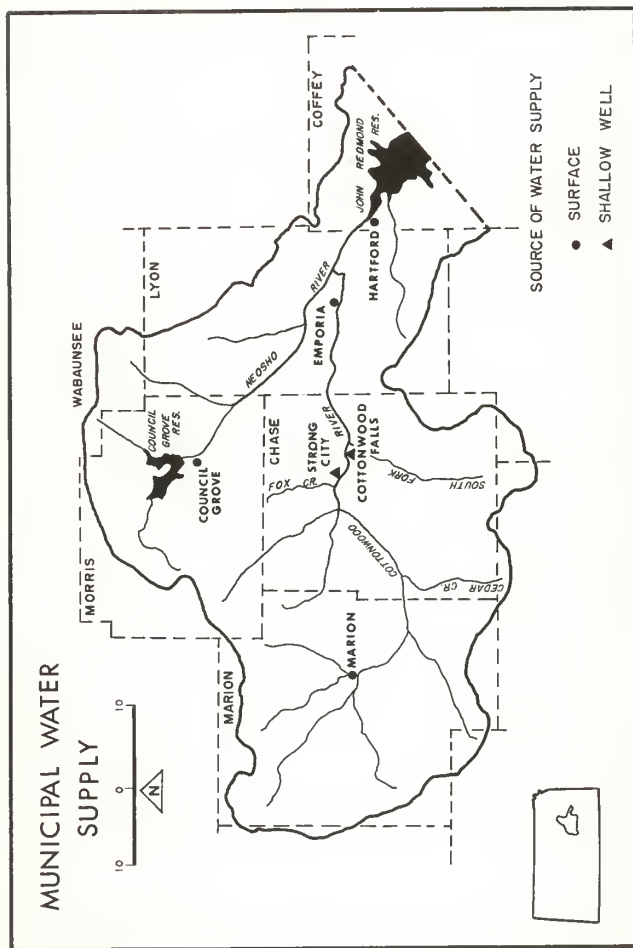 MUNICIPAL WATER
SUPPLY
10 0 10
N
WABAUNSEE
MORRIS
LYON
COFFEY
MARION
CHASE
COUNCIL
GROVE
RES.
COUNCIL
GROVE
NEOSHO
RIVER
JOHN REDMOND
RES.
HARTFORD
EMPORIA
FOX CR.
STRONG
CITY
RIVER
COTTONWOOD
FALLS
COTTONWOOD
SOUTH
FORK
CEDAR
CR.
MARION
SOURCE OF WATER SUPPLY
● SURFACE
▲ SHALLOW WELL